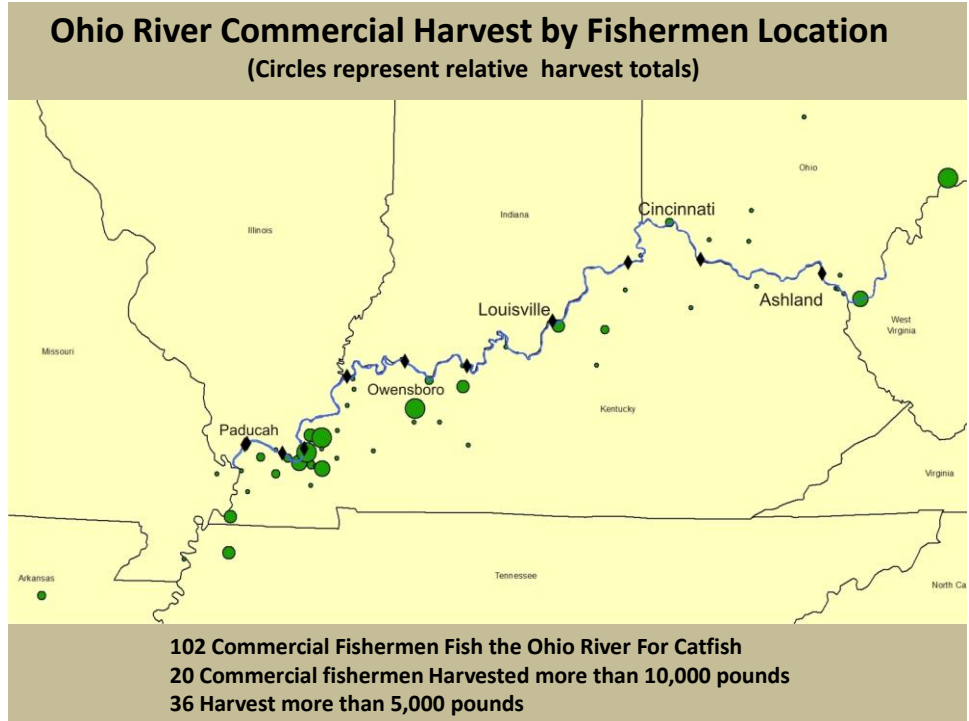 Ohio River Commercial Harvest by Fishermen Location
(Circles represent relative harvest totals)
Ohio
Cincinnati
Indiana
Illinois
Ashland
Louisville
West
Virginia
Missouri
Owensboro
Kentucky
Paducah
Virginia
Arkansas
Tennessee
North Ca
102 Commercial Fishermen Fish the Ohio River For Catfish
20 Commercial fishermen Harvested more than 10,000 pounds
36 Harvest more than 5,000 pounds